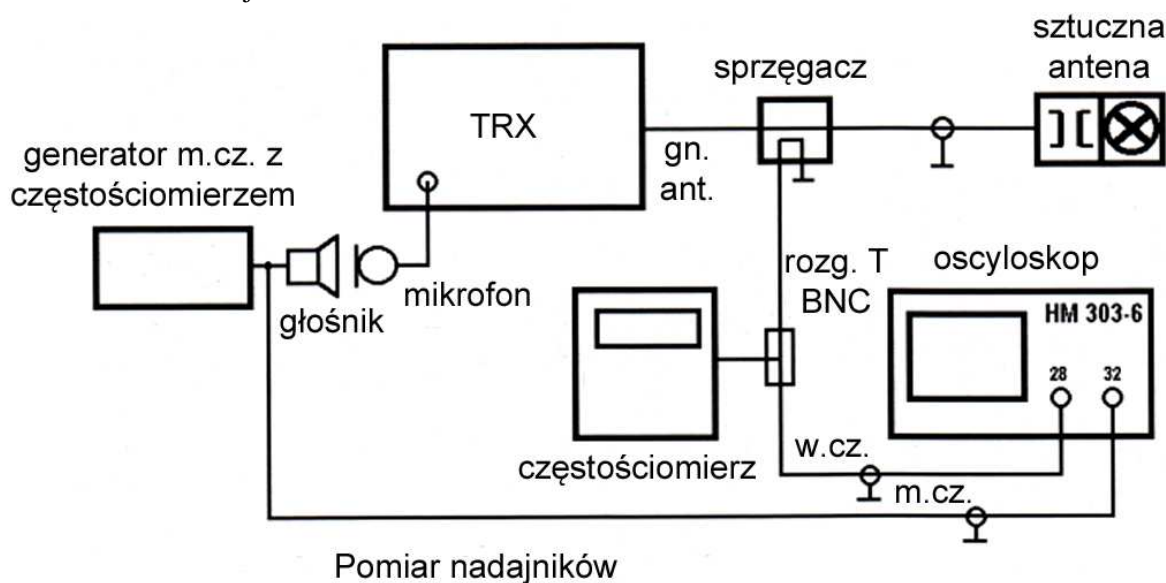 sztuczna
antena
sprzęgacz
TRX
gn.
ant.
generator m.cz. z
częstościomierzem
głośnik
mikrofon
rozg. T
BNC
oscyloskop
HM 303-6
28 32
częstościomierz
w.cz.
m.cz.
Pomiar nadajników